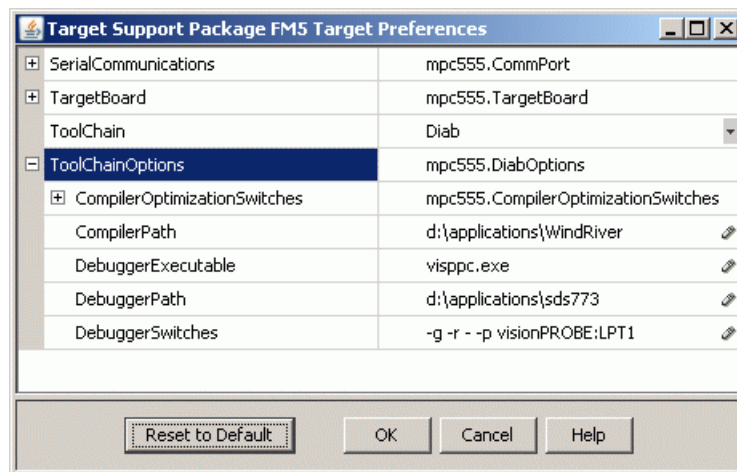 Target Support Package FM5 Target Preferences
SerialCommunications mpc555.CommPort
TargetBoard mpc555.TargetBoard
ToolChain Diab
ToolChainOptions mpc555.DiabOptions
CompilerOptimizationSwitches mpc555.CompilerOptimizationSwitches
CompilerPath d:\applications\WindRiver
DebuggerExecutable visppc.exe
DebuggerPath d:\applications\sds773
DebuggerSwitches -g -r - -p visionPROBE:LPT1
Reset to Default OK Cancel Help